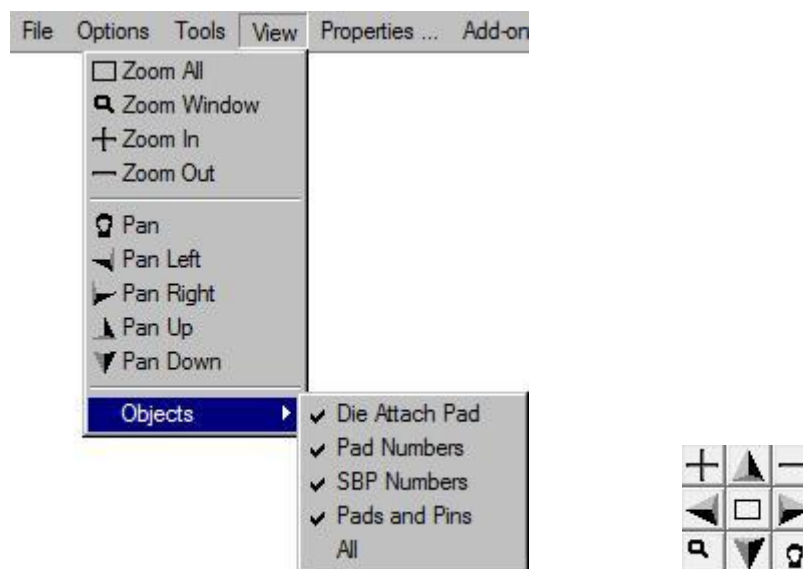 File Options Tools View Properties ... Add-on
Zoom All
Zoom Window
Zoom In
Zoom Out
Pan
Pan Left
Pan Right
Pan Up
Pan Down
Objects
Die Attach Pad
Pad Numbers
SBP Numbers
Pads and Pins
All